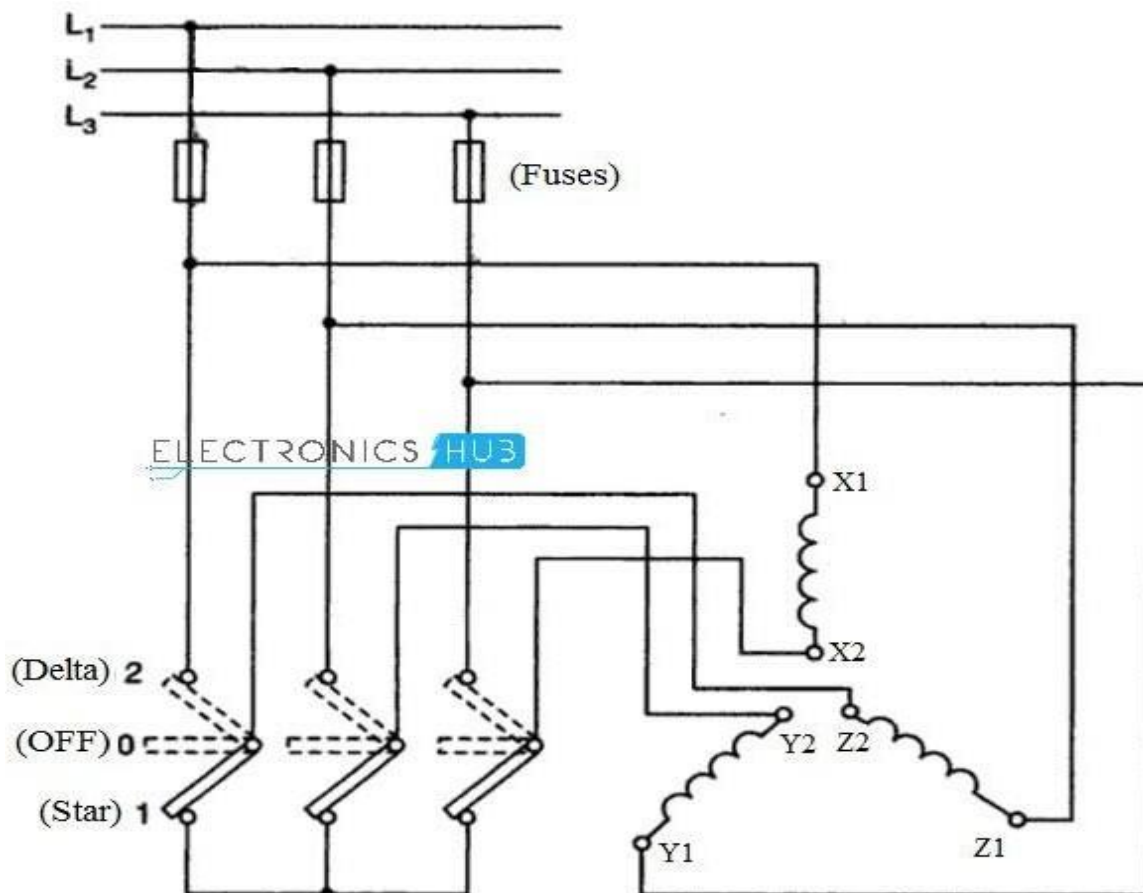 L1
L2
L3
(Fuses)
ELECTRONICS HUB
X1
X2
(Delta) 2
(OFF) 0
Y2 Z2
(Star) 1
Y1
Z1